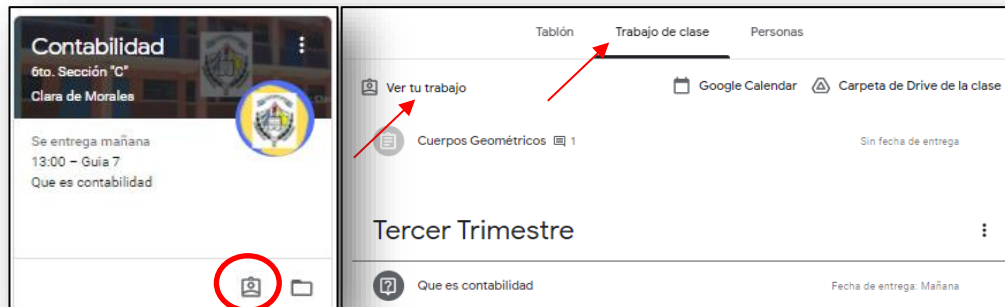 Contabilidad
6to. Sección "C"
Clara de Morales
Se entrega mañana
13:00 – Guia 7
Que es contabilidad
Tablón Trabajo de clase Personas
Ver tu trabajo Google Calendar Carpeta de Drive de la clase
Cuerpos Geométricos 1 Sin fecha de entrega
Tercer Trimestre
Que es contabilidad Fecha de entrega: Mañana